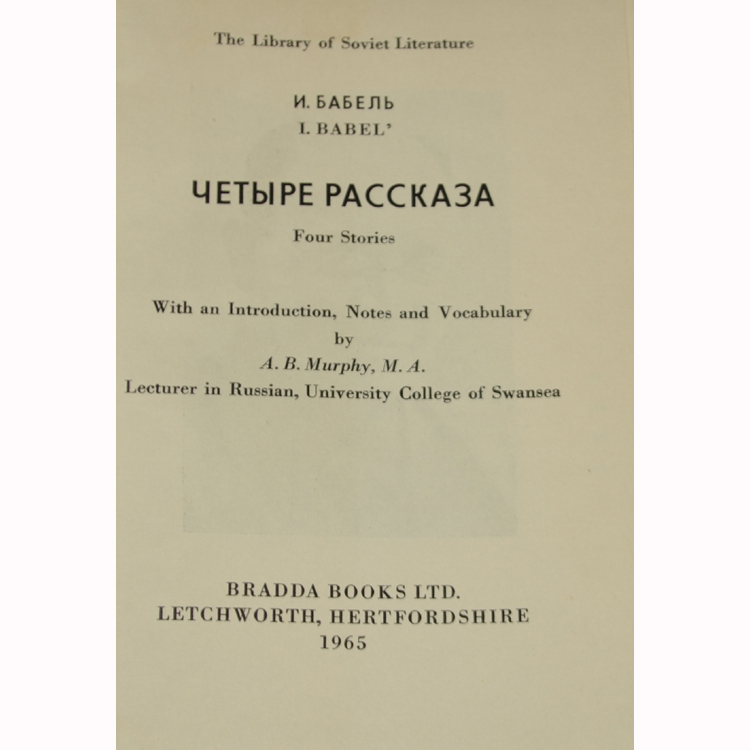 The Library of Soviet Literature
И. БАБЕЛЬ
I. BABEL'
ЧЕТЫРЕ РАССКАЗА
Four Stories
With an Introduction, Notes and Vocabulary
by
A. B. Murphy, M. A.
Lecturer in Russian, University College of Swansea
BRADDA BOOKS LTD.
LETCHWORTH, HERTFORDSHIRE
1965